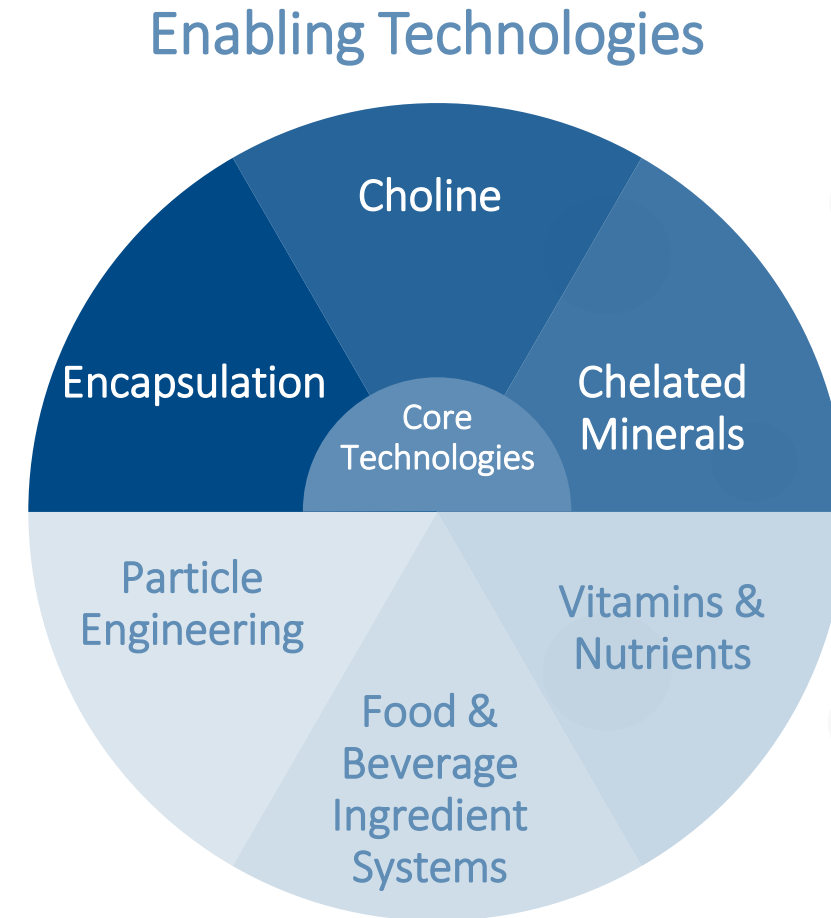 Enabling Technologies
Choline
Encapsulation
Chelated
Minerals
Core
Technologies
Particle
Engineering
Vitamins &
Nutrients
Food &
Beverage
Ingredient
Systems